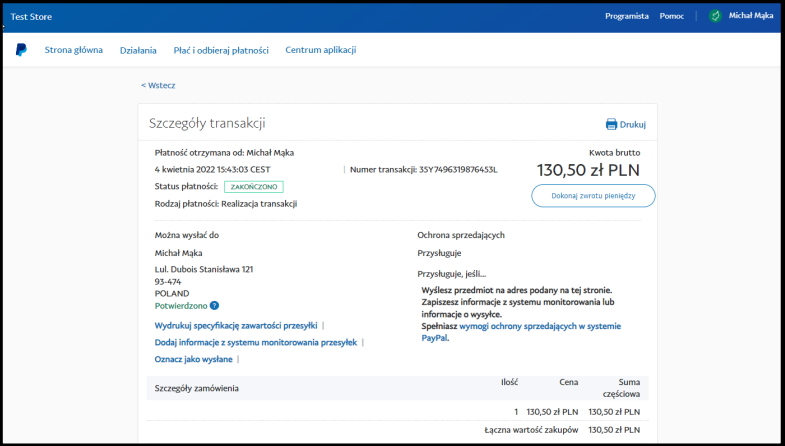 Test Store
Programista Pomoc Michał Mąka
Strona główna Działania Płać i odbieraj płatności Centrum aplikacji
< Wstecz
Szczegóły transakcji
Drukuj
Płatność otrzymana od: Michał Mąka
Kwota brutto
4 kwietnia 2022 15:43:03 CEST | Numer transakcji: 35Y7496319876453L
130,50 zł PLN
Status płatności: ZAKOŃCZONO
Dokonaj zwrotu pieniędzy
Rodzaj płatności: Realizacja transakcji
Można wysłać do
Michał Mąka
Lul. Dubois Stanisława 121
93-474
POLAND
Potwierdzono ?
Wydrukuj specyfikację zawartości przesyłki |
Dodaj informacje z systemu monitorowania przesyłek |
Oznacz jako wysłane |
Ochrona sprzedających
Przysługuje
Przysługuje, jeśli...
Wyślesz przedmiot na adres podany na tej stronie.
Zapiszesz informacje z systemu monitorowania lub
informacje o wysyłce.
Spełniasz wymogi ochrony sprzedających w systemie
PayPal.
Szczegóły zamówienia Ilość Cena Suma
częściowa
1 130,50 zł PLN 130,50 zł PLN
Łączna wartość zakupów 130,50 zł PLN